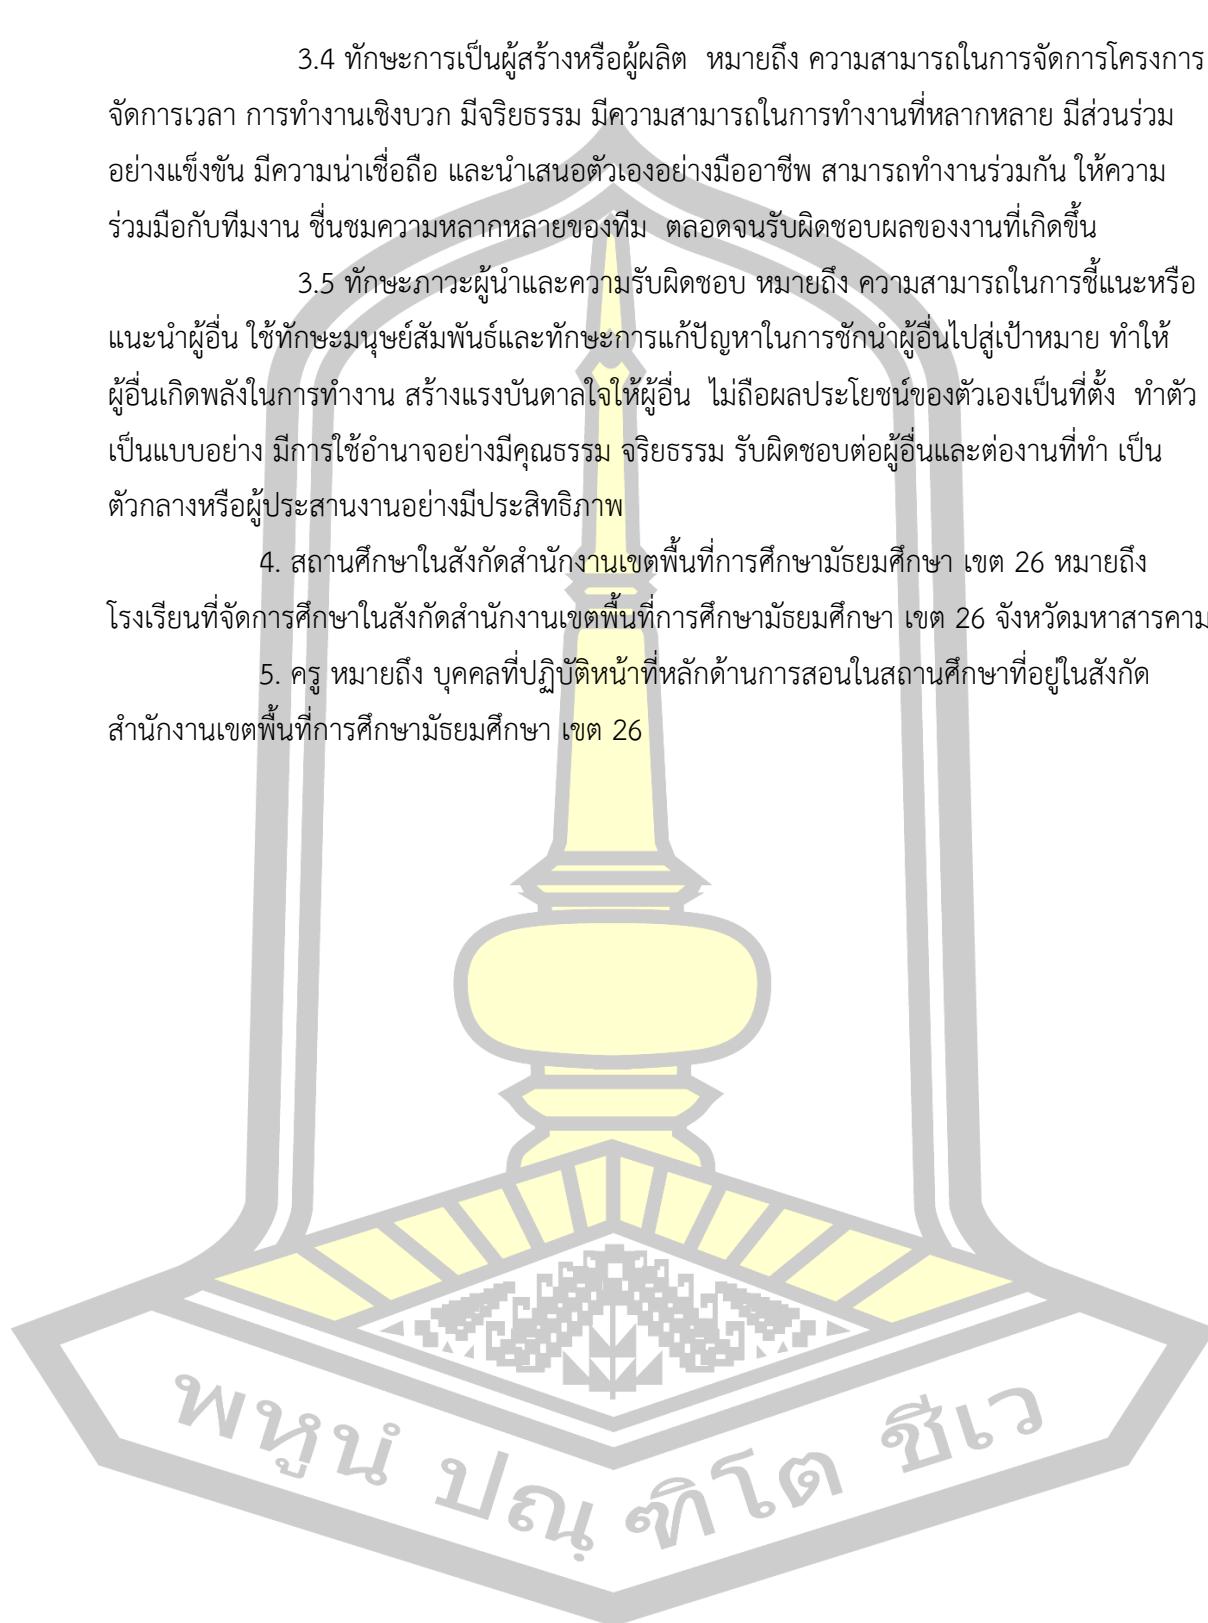 3.4 ทักษะการเป็นผู้สร้างหรือผู้ผลิต หมายถึง ความสามารถในการจัดการโครงการ
จัดการเวลา การทำงานเชิงบวก มีจริยธรรม มีความสามารถในการทำงานที่หลากหลาย มีส่วนร่วม
อย่างแข็งขัน มีความน่าเชื่อถือ และนำเสนอตัวเองอย่างมืออาชีพ สามารถทำงานร่วมกัน ให้ความ
ร่วมมือกับทีมงาน ชื่นชมความหลากหลายของทีม ตลอดจนรับผิดชอบผลของงานที่เกิดขึ้น
3.5 ทักษะภาวะผู้นำและความรับผิดชอบ หมายถึง ความสามารถในการชี้แนะหรือ
แนะนำผู้อื่น ใช้ทักษะมนุษย์สัมพันธ์และทักษะการแก้ปัญหาในการชักนำผู้อื่นไปสู่เป้าหมาย ทำให้
ผู้อื่นเกิดพลังในการทำงาน สร้างแรงบันดาลใจให้ผู้อื่น ไม่ถือผลประโยชน์ของตัวเองเป็นที่ตั้ง ทำตัว
เป็นแบบอย่าง มีการใช้อำนาจอย่างมีคุณธรรม จริยธรรม รับผิดชอบต่อผู้อื่นและต่องานที่ทำ เป็น
ตัวกลางหรือผู้ประสานงานอย่างมีประสิทธิภาพ
4. สถานศึกษาในสังกัดสำนักงานเขตพื้นที่การศึกษามัธยมศึกษา เขต 26 หมายถึง
โรงเรียนที่จัดการศึกษาในสังกัดสำนักงานเขตพื้นที่การศึกษามัธยมศึกษา เขต 26 จังหวัดมหาสารคาม
5. ครู หมายถึง บุคคลที่ปฏิบัติหน้าที่หลักด้านการสอนในสถานศึกษาที่อยู่ในสังกัด
สำนักงานเขตพื้นที่การศึกษามัธยมศึกษา เขต 26
พหูนํ ปณฺฑิโต ชีเว